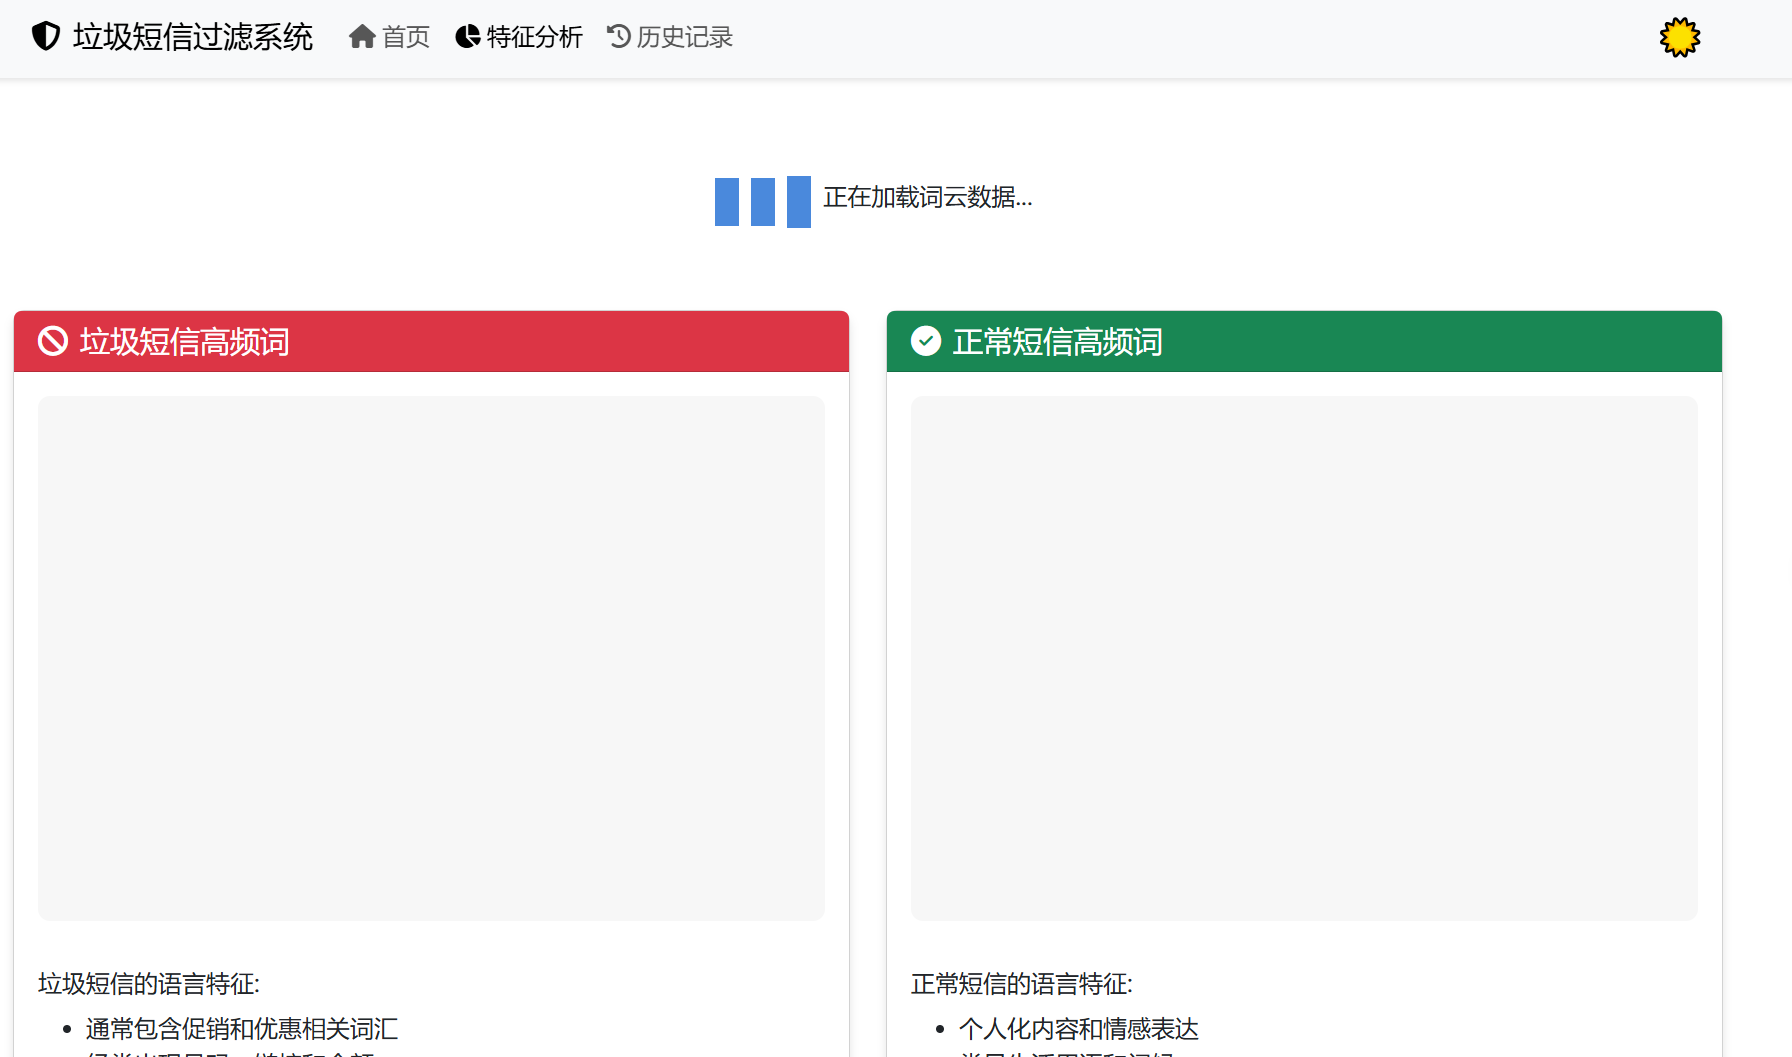 垃圾短信过滤系统 首页 特征分析 历史记录
正在加载词云数据...
垃圾短信高频词
正常短信高频词
垃圾短信的语言特征:
通常包含促销和优惠相关词汇
正常短信的语言特征:
个人化内容和情感表达